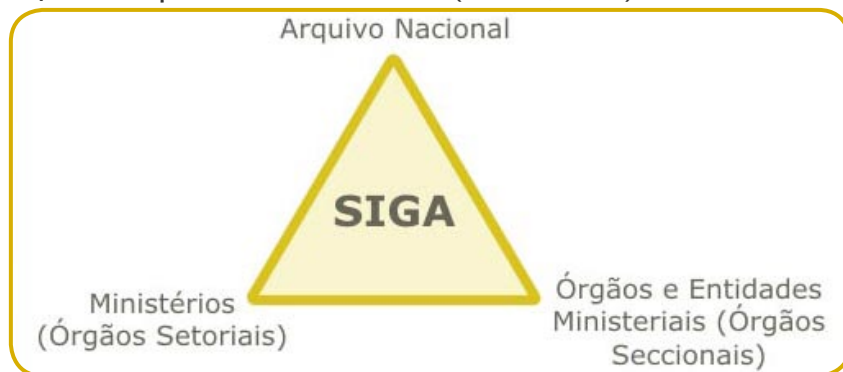 Arquivo Nacional
SIGA
Ministérios
(Órgãos Setoriais)
Órgãos e Entidades
Ministeriais (Órgãos
Seccionais)